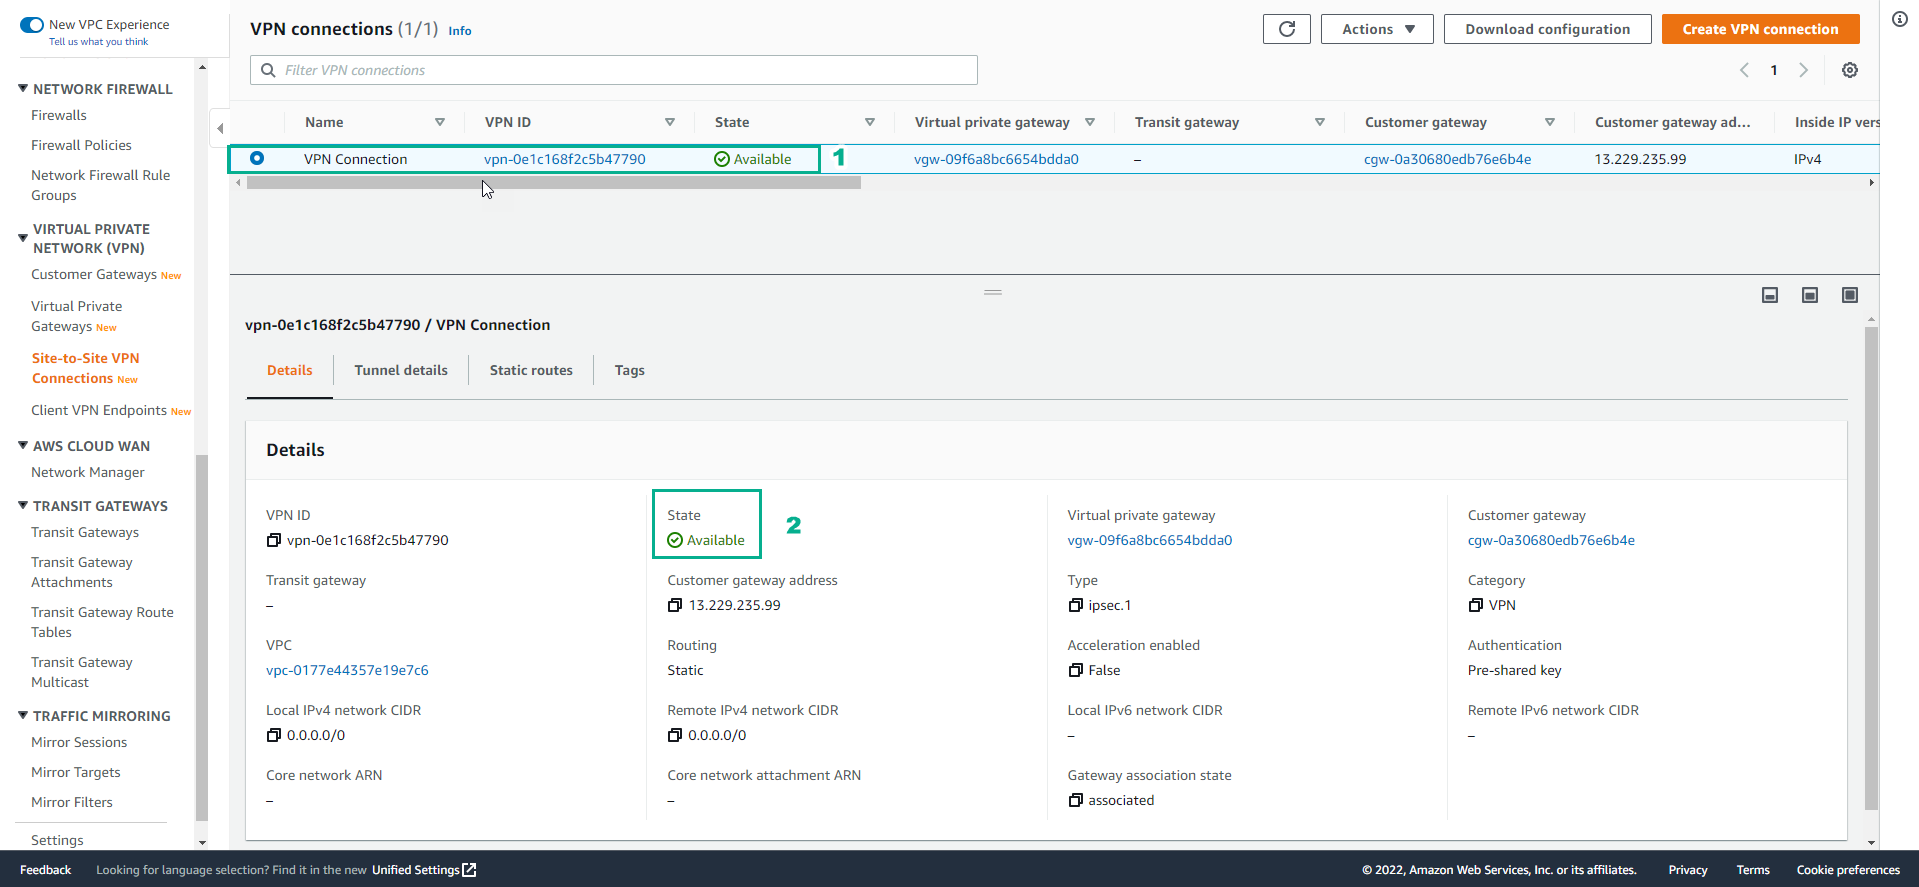 New VPC Experience
Tell us what you think
NETWORK FIREWALL
Firewalls
Firewall Policies
Network Firewall Rule
Groups
VIRTUAL PRIVATE
NETWORK (VPN)
Customer Gateways New
Virtual Private
Gateways New
Site-to-Site VPN
Connections New
Client VPN Endpoints New
AWS CLOUD WAN
Network Manager
TRANSIT GATEWAYS
Transit Gateways
Transit Gateway
Attachments
Transit Gateway Route
Tables
Transit Gateway
Multicast
TRAFFIC MIRRORING
Mirror Sessions
Mirror Targets
Mirror Filters
Settings
VPN connections (1/1) Info
Actions
Download configuration
Create VPN connection
Filter VPN connections
1
Name VPN ID State Virtual private gateway Transit gateway Customer gateway Customer gateway ad... Inside IP vers
VPN Connection vpn-0e1c168f2c5b47790 Available 1 vgw-09f6a8bc6654bdda0 – cgw-0a30680edb76e6b4e 13.229.235.99 IPv4
vpn-0e1c168f2c5b47790 / VPN Connection
Details Tunnel details Static routes Tags
Details
VPN ID State Virtual private gateway Customer gateway
vpn-0e1c168f2c5b47790 Available 2 vgw-09f6a8bc6654bdda0 cgw-0a30680edb76e6b4e
Transit gateway Customer gateway address Type Category
– 13.229.235.99 ipsec.1 VPN
VPC Routing Acceleration enabled Authentication
vpc-0177e44357e19e7c6 Static False Pre-shared key
Local IPv4 network CIDR Remote IPv4 network CIDR Local IPv6 network CIDR Remote IPv6 network CIDR
0.0.0.0/0 0.0.0.0/0 – –
Core network ARN Core network attachment ARN Gateway association state
– – associated
Feedback Looking for language selection? Find it in the new Unified Settings © 2022, Amazon Web Services, Inc. or its affiliates. Privacy Terms Cookie preferences